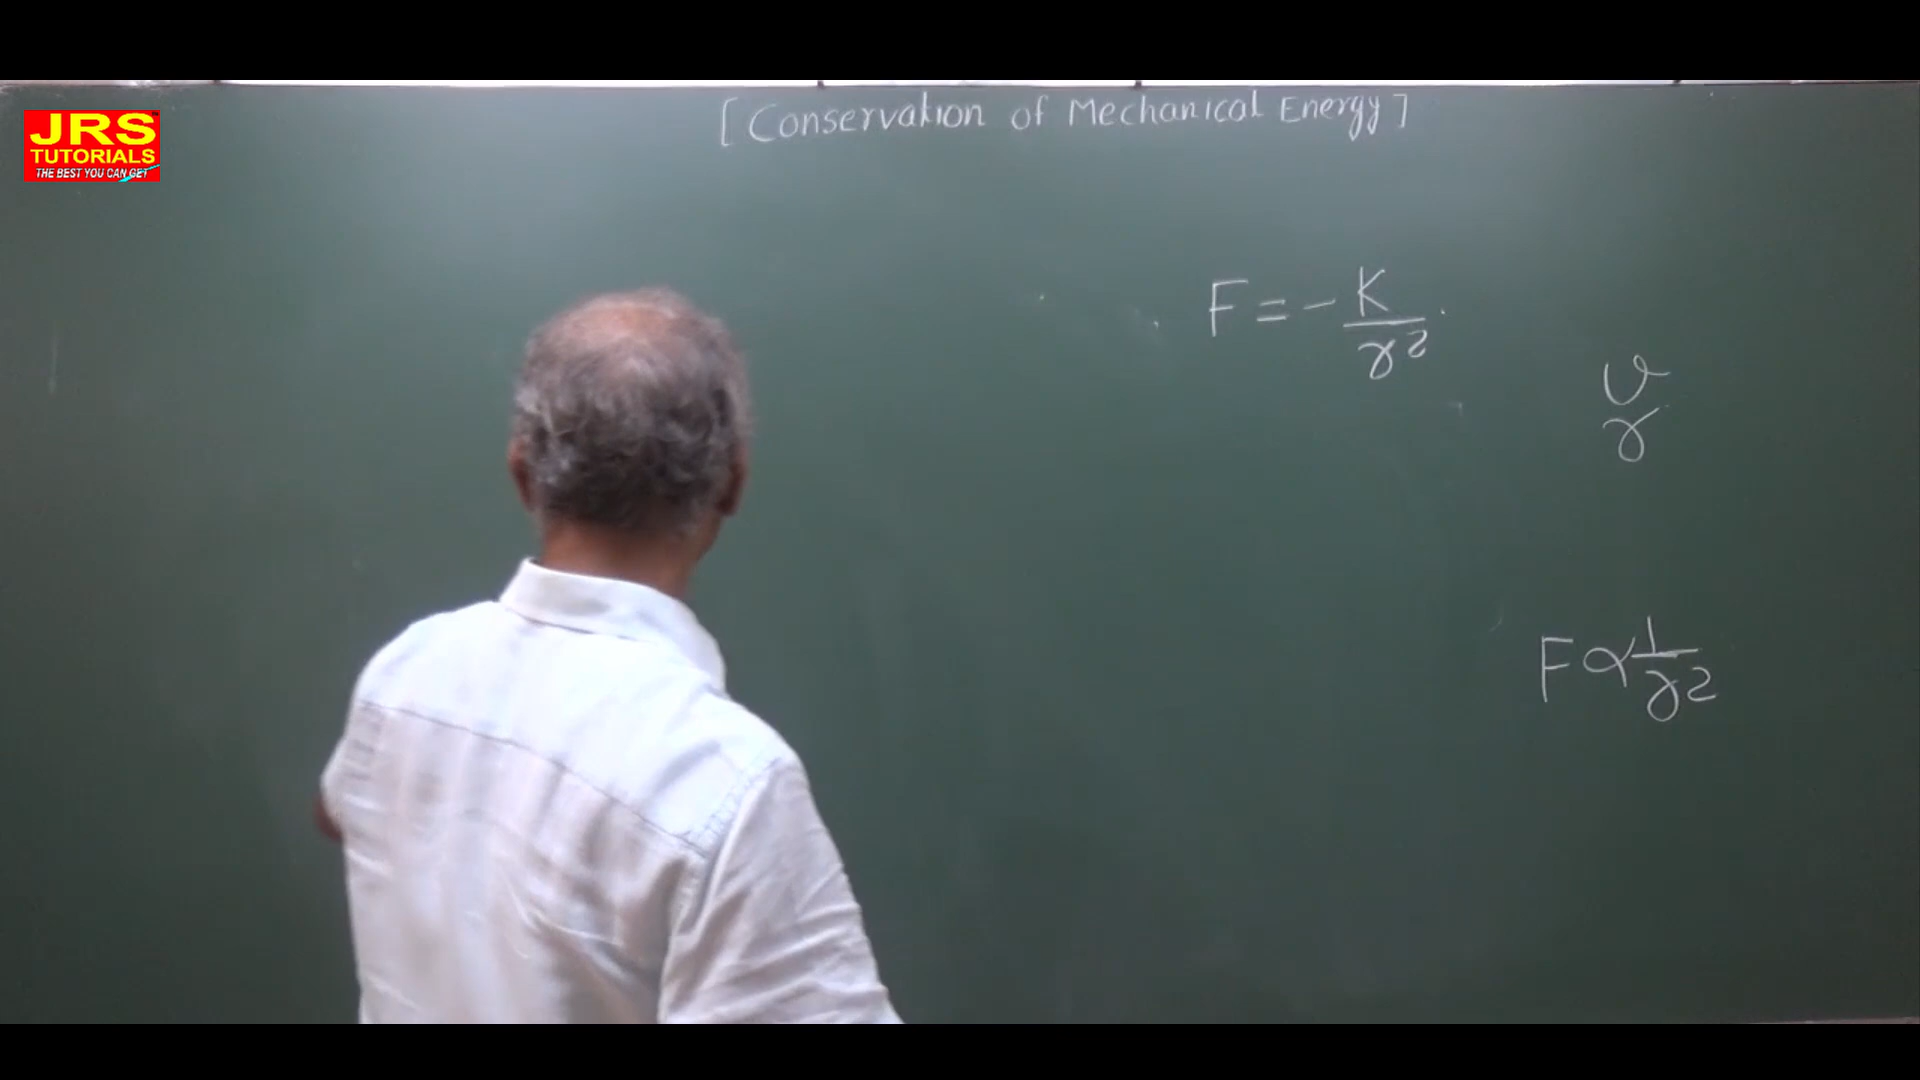 JRS
TUTORIALS
THE BEST YOU CAN GET
[Conservation of Mechanical Energy]
F = - K/r²
v
r
F ∝ 1/r²